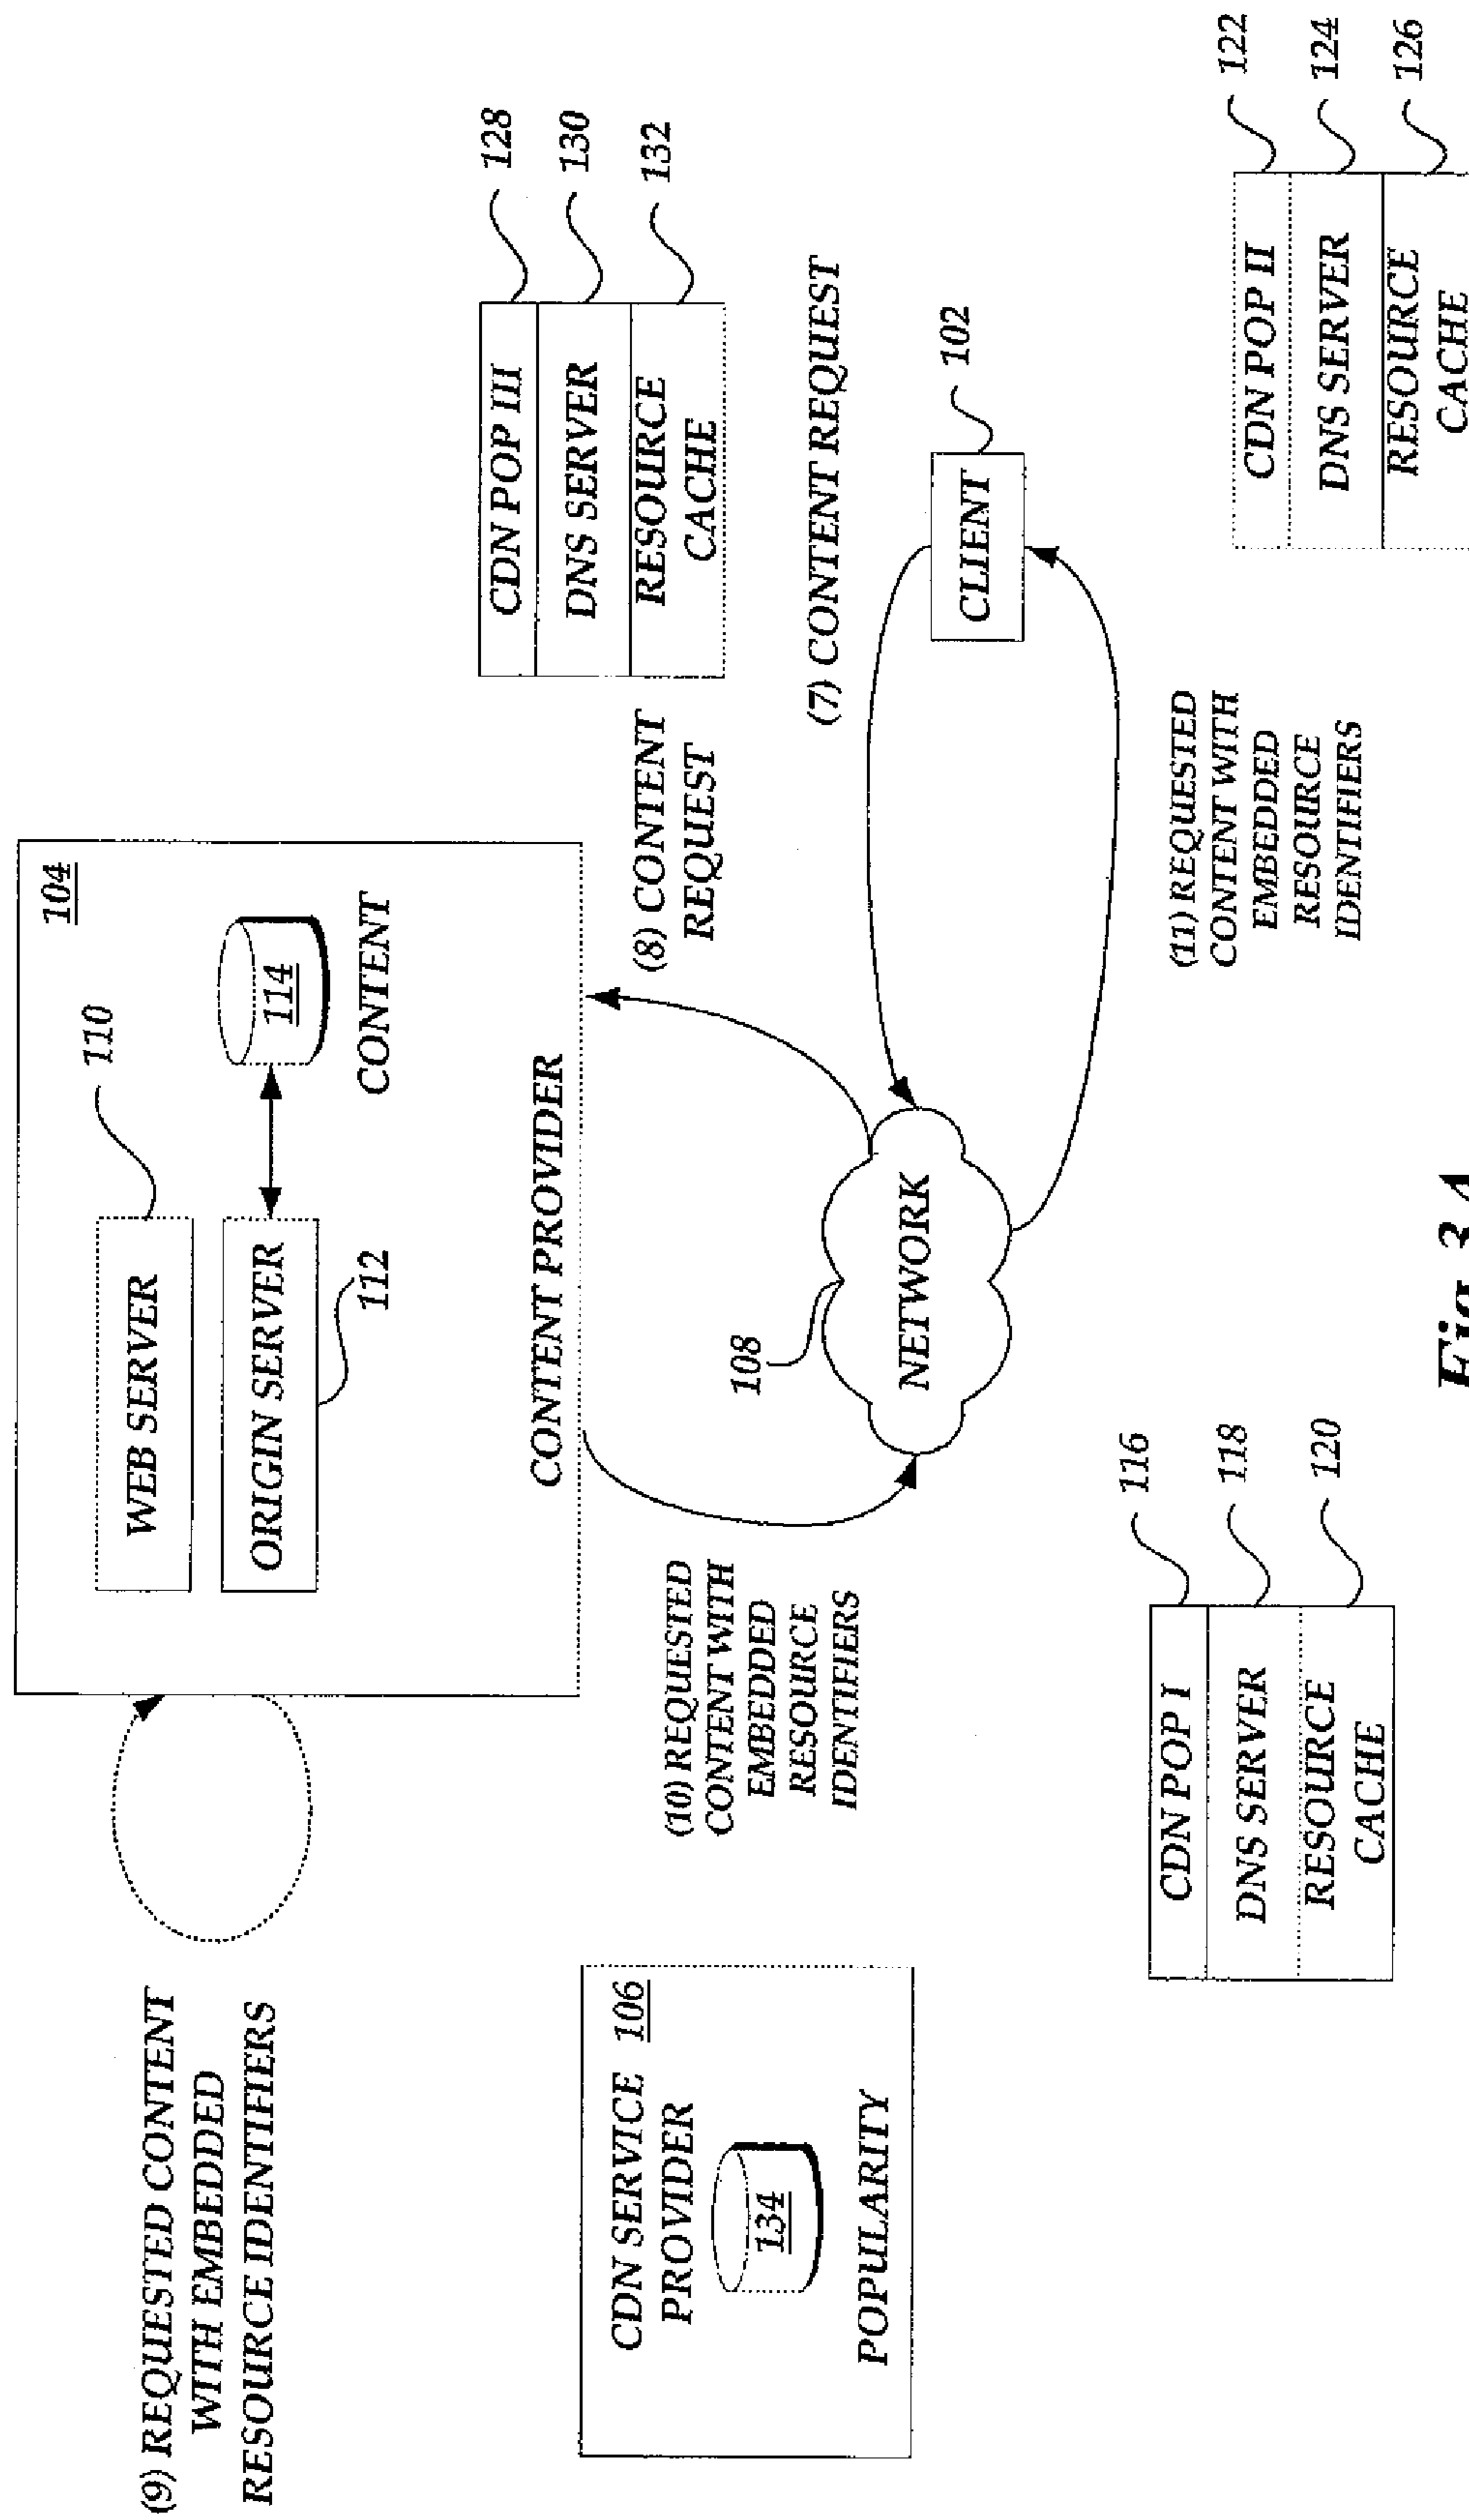 (9) REQUESTED CONTENT
WITH EMBEDDED
RESOURCE IDENTIFIERS
104
WEB SERVER
110
ORIGIN SERVER
112
114
CONTENT
CONTENT PROVIDER
CDN SERVICE
PROVIDER
106
134
POPULARITY
(10) REQUESTED
CONTENT WITH
EMBEDDED
RESOURCE
IDENTIFIERS
(8) CONTENT
REQUEST
CDN POP III
128
DNS SERVER
130
RESOURCE
CACHE
132
108
NETWORK
(7) CONTENT REQUEST
CLIENT
102
(11) REQUESTED
CONTENT WITH
EMBEDDED
RESOURCE
IDENTIFIERS
CDN POP I
116
DNS SERVER
118
RESOURCE
CACHE
120
CDN POP II
122
DNS SERVER
124
RESOURCE
CACHE
126